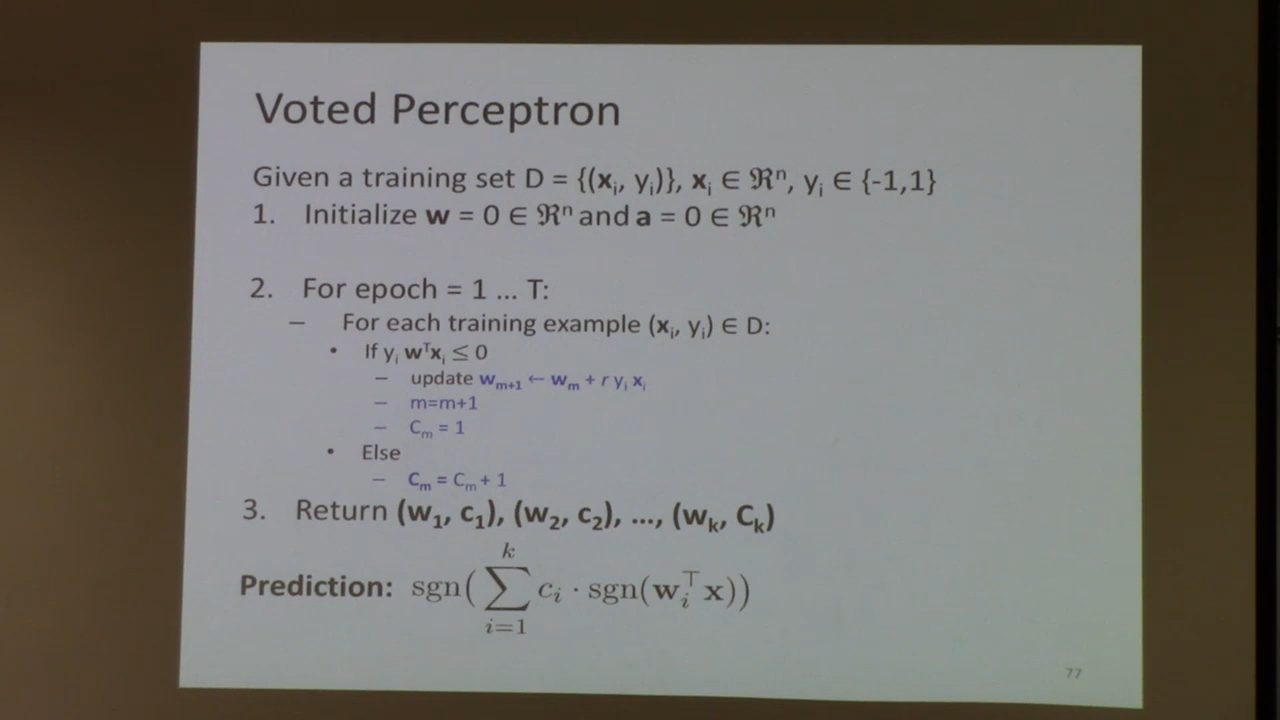 Voted Perceptron
Given a training set D = {(xᵢ, yᵢ)}, xᵢ ∈ ℜⁿ, yᵢ ∈ {-1,1}
1. Initialize w = 0 ∈ ℜⁿ and a = 0 ∈ ℜⁿ
2. For epoch = 1 ... T:
– For each training example (xᵢ, yᵢ) ∈ D:
• If yᵢ wᵀxᵢ ≤ 0
– update wₘ₊₁ ← wₘ + r yᵢ xᵢ
– m=m+1
– Cₘ = 1
• Else
– Cₘ = Cₘ + 1
3. Return (w₁, c₁), (w₂, c₂), ..., (wₖ, Cₖ)
Prediction: sgn(∑ᵢ₌₁ᵏ cᵢ · sgn(wᵢ⊤x))
77